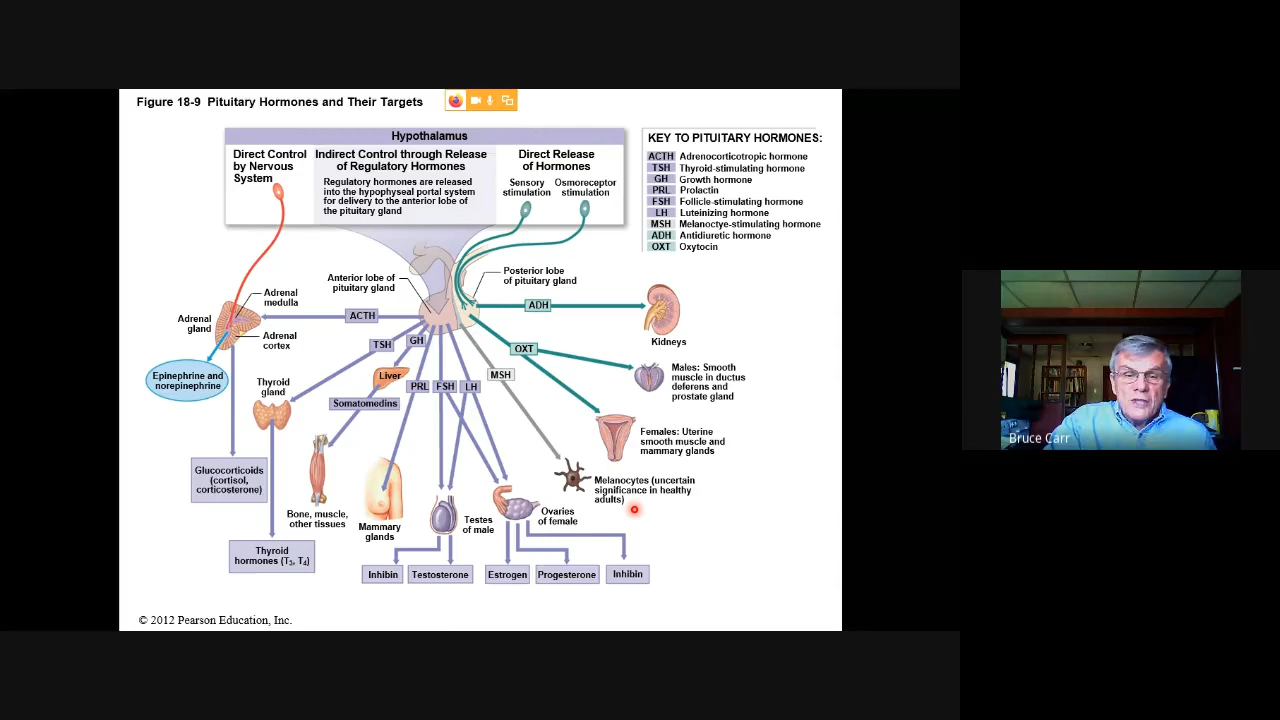 Figure 18-9 Pituitary Hormones and Their Targets
Hypothalamus
Direct Control
by Nervous
System
Indirect Control through Release
of Regulatory Hormones
Regulatory hormones are released
into the hypophyseal portal system
for delivery to the anterior lobe of
the pituitary gland
Direct Release
of Hormones
Sensory
stimulation
Osmoreceptor
stimulation
KEY TO PITUITARY HORMONES:
ACTH Adrenocorticotropic hormone
TSH Thyroid-stimulating hormone
GH Growth hormone
PRL Prolactin
FSH Follicle-stimulating hormone
LH Luteinizing hormone
MSH Melanoctye-stimulating hormone
ADH Antidiuretic hormone
OXT Oxytocin
Anterior lobe of
pituitary gland
Posterior lobe
of pituitary gland
Adrenal
medulla
Adrenal
gland
Adrenal
cortex
ACTH
ADH
Kidneys
TSH
GH
OXT
Epinephrine and
norepinephrine
Thyroid
gland
Liver
Somatomedins
PRL
FSH
LH
MSH
Males: Smooth
muscle in ductus
deferens and
prostate gland
Females: Uterine
smooth muscle and
mammary glands
Glucocorticoids
(cortisol,
corticosterone)
Melanocytes (uncertain
significance in healthy
adults)
Bone, muscle,
other tissues
Mammary
glands
Testes
of male
Ovaries
of female
Thyroid
hormones (T3, T4)
Inhibin
Testosterone
Estrogen
Progesterone
Inhibin
© 2012 Pearson Education, Inc.
Bruce Carr